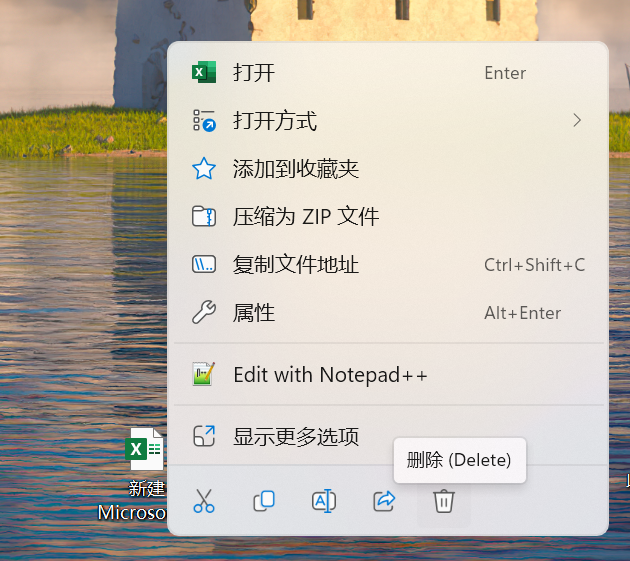 打开 Enter
打开方式
添加到收藏夹
压缩为 ZIP 文件
复制文件地址 Ctrl+Shift+C
属性 Alt+Enter
Edit with Notepad++
显示更多选项
删除 (Delete)
新建
Microso